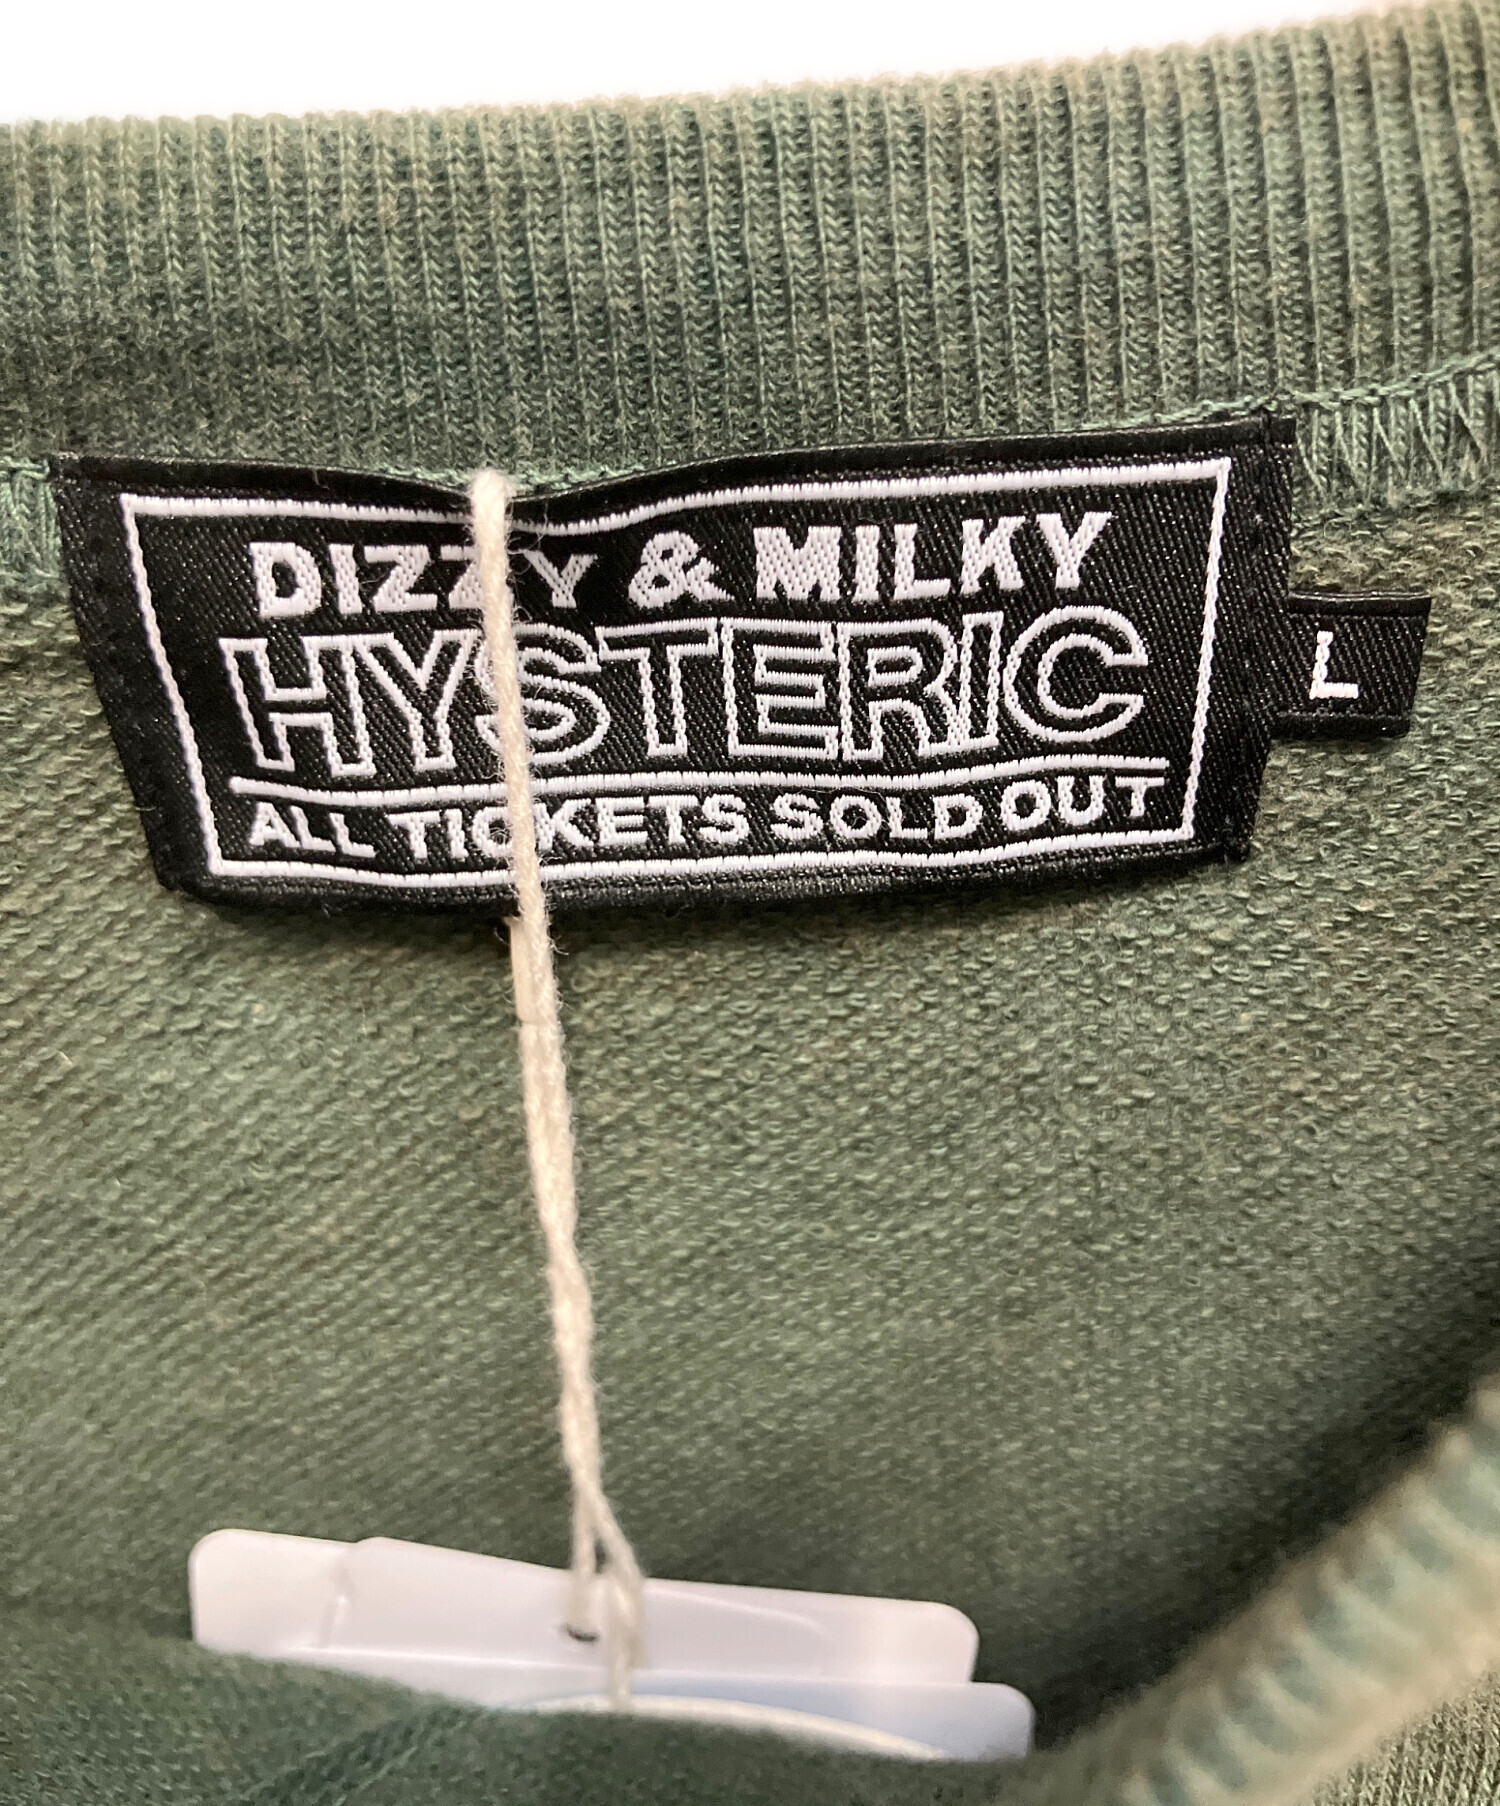 DIZZY & MILKY
HYSTERIC
ALL TICKETS SOLD OUT
L